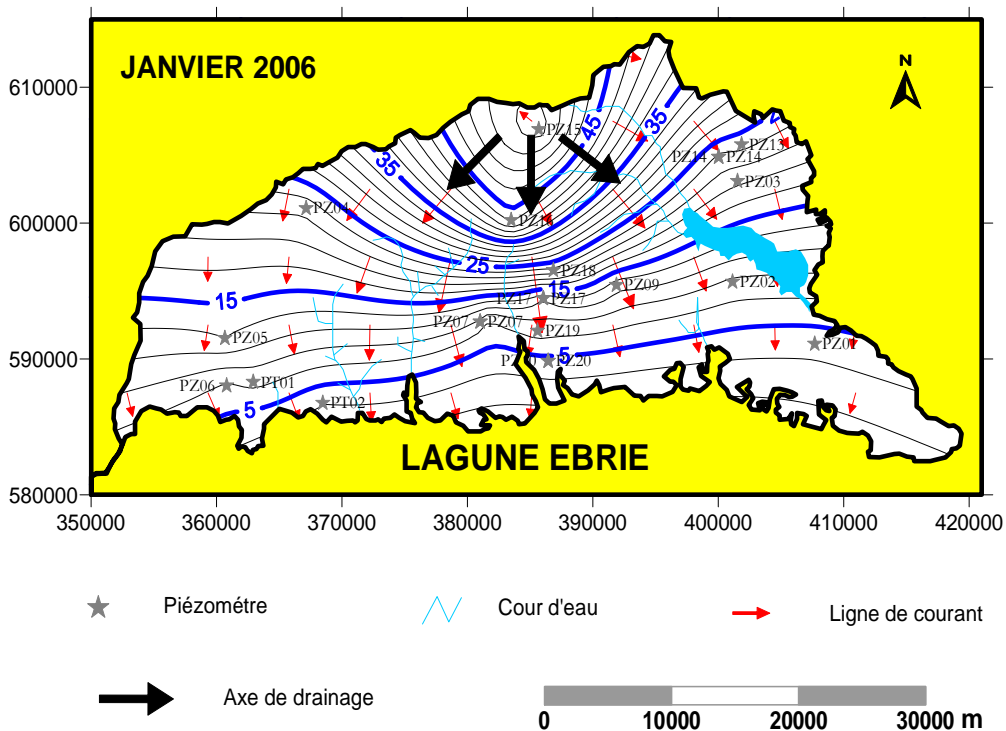 JANVIER 2006
N
610000
600000
590000
580000
45
35
35
2
25
15
15
5
5
PZ15
PZ13
PZ14 PZ14
PZ03
PZ04
PZ18
PZ09
PZ02
PZ17 PZ17
PZ07 PZ07
PZ19
PZ05
PZ20
PZ01
PZ06
PT01
PT02
LAGUNE EBRIE
350000 360000 370000 380000 390000 400000 410000 420000
Piézométre
Cour d'eau
Ligne de courant
Axe de drainage
0 10000 20000 30000 m